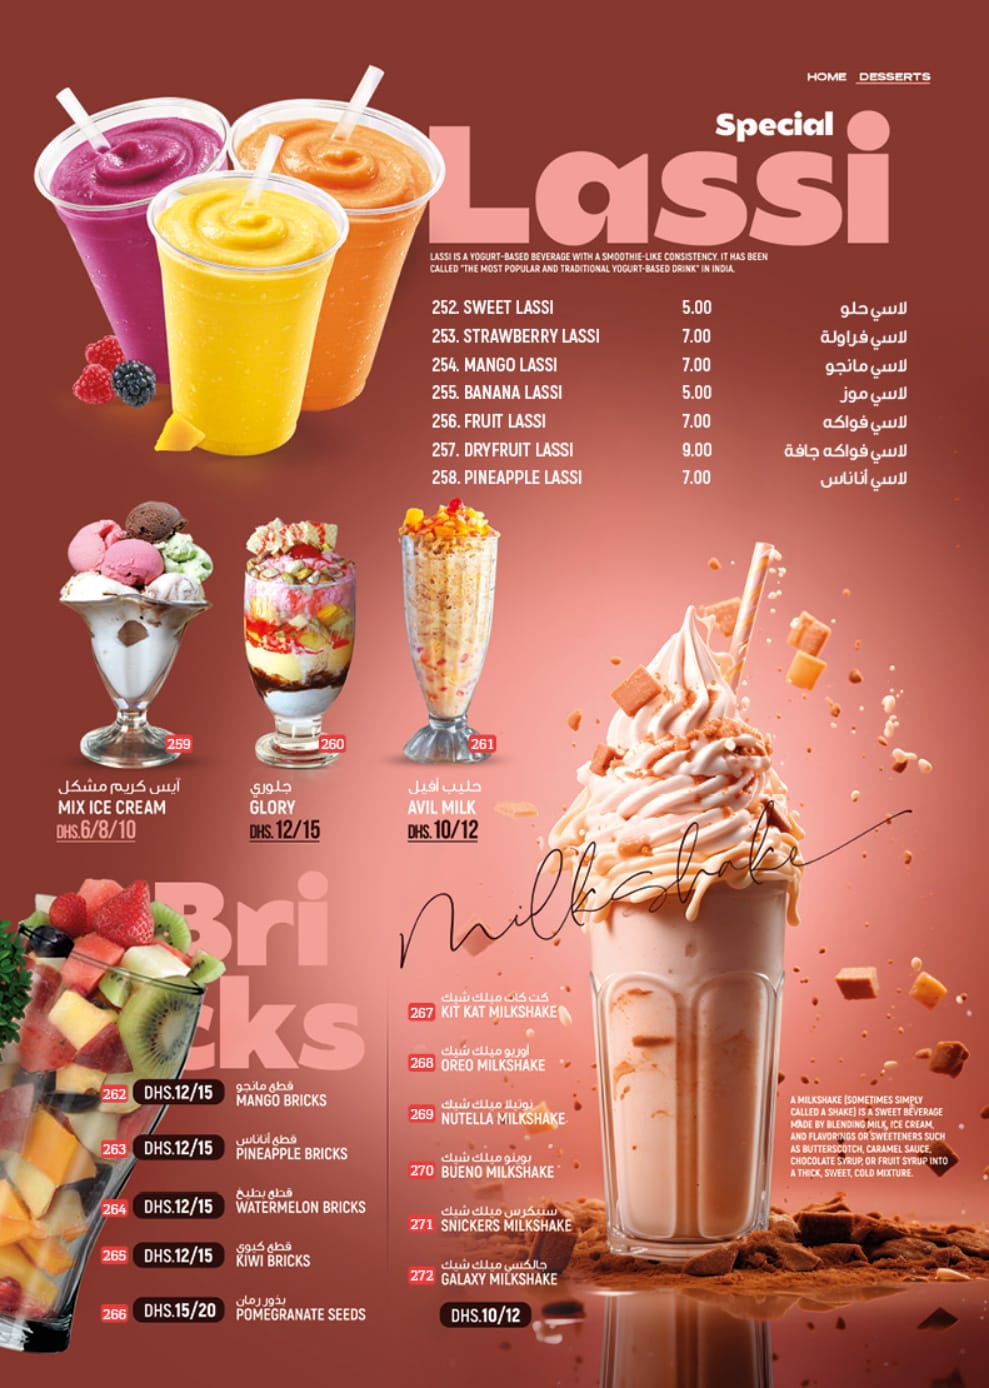 HOME DESSERTS
Special
Lassi
LASSI IS A YOGURT-BASED BEVERAGE WITH A SMOOTHIE-LIKE CONSISTENCY. IT HAS BEEN
CALLED "THE MOST POPULAR AND TRADITIONAL YOGURT-BASED DRINK" IN INDIA.
252. SWEET LASSI 5.00 لاسي حلو
253. STRAWBERRY LASSI 7.00 لاسي فراولة
254. MANGO LASSI 7.00 لاسي مانجو
255. BANANA LASSI 5.00 لاسي موز
256. FRUIT LASSI 7.00 لاسي فواكه
257. DRYFRUIT LASSI 9.00 لاسي فواكه جافة
258. PINEAPPLE LASSI 7.00 لاسي أناناس
259
آيس كريم مشكل
MIX ICE CREAM
DHS.6/8/10
260
جلوري
GLORY
DHS. 12/15
261
حليب أفيل
AVIL MILK
DHS. 10/12
Bri
cks
262 DHS.12/15 قطع مانجو
MANGO BRICKS
263 DHS.12/15 قطع أناناس
PINEAPPLE BRICKS
264 DHS.12/15 قطع بطيخ
WATERMELON BRICKS
265 DHS.12/15 قطع كيوي
KIWI BRICKS
266 DHS.15/20 بذور رمان
POMEGRANATE SEEDS
Milkshake
267 كت كات ميلك شيك
KIT KAT MILKSHAKE
268 أوريو ميلك شيك
OREO MILKSHAKE
269 نوتيلا ميلك شيك
NUTELLA MILKSHAKE
270 بوينو ميلك شيك
BUENO MILKSHAKE
271 سنيكرس ميلك شيك
SNICKERS MILKSHAKE
272 جالكسي ميلك شيك
GALAXY MILKSHAKE
DHS.10/12
A MILKSHAKE (SOMETIMES SIMPLY
CALLED A SHAKE) IS A SWEET BEVERAGE
MADE BY BLENDING MILK, ICE CREAM,
AND FLAVORINGS OR SWEETENERS SUCH
AS BUTTERSCOTCH, CARAMEL SAUCE,
CHOCOLATE SYRUP, OR FRUIT SYRUP INTO
A THICK, SWEET, COLD MIXTURE.